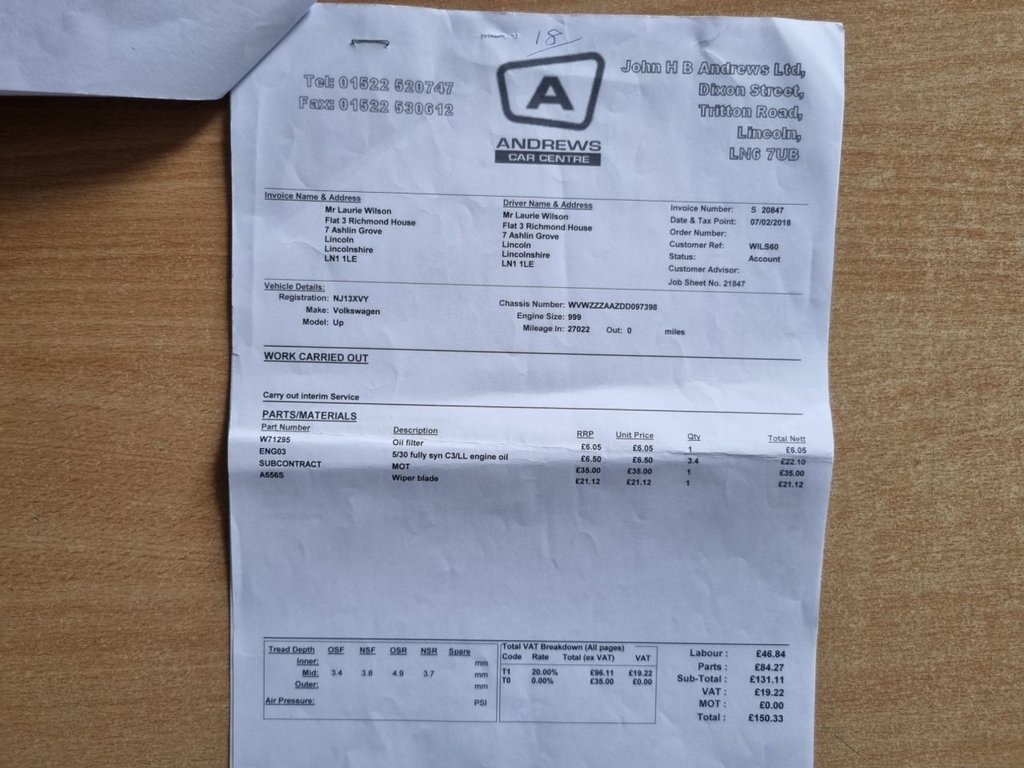 18
Tel: 01522 520747
Fax: 01522 530612
A
ANDREWS
CAR CENTRE
John H B Andrews Ltd,
Dixon Street,
Tritton Road,
Lincoln,
LN6 7UB
Invoice Name & Address
Mr Laurie Wilson
Flat 3 Richmond House
7 Ashlin Grove
Lincoln
Lincolnshire
LN1 1LE
Driver Name & Address
Mr Laurie Wilson
Flat 3 Richmond House
7 Ashlin Grove
Lincoln
Lincolnshire
LN1 1LE
Invoice Number: S 20847
Date & Tax Point: 07/02/2018
Order Number:
Customer Ref: WILS60
Status: Account
Customer Advisor:
Job Sheet No. 21847
Vehicle Details:
Registration: NJ13XVY
Make: Volkswagen
Model: Up
Chassis Number: WVWZZZAAZDD097398
Engine Size: 999
Mileage In: 27022 Out: 0 miles
WORK CARRIED OUT
Carry out interim Service
PARTS/MATERIALS
Part Number Description RRP Unit Price Qty Total Nett
W71295 Oil filter £6.05 £6.05 1 £6.05
ENG03 5/30 fully syn C3/LL engine oil £6.50 £6.50 3.4 £22.10
SUBCONTRACT MOT £35.00 £35.00 1 £35.00
A556S Wiper blade £21.12 £21.12 1 £21.12
Tread Depth OSF NSF OSR NSR Spare
Inner: mm
Mid: 3.4 3.8 4.9 3.7 mm
Outer: mm
Air Pressure: PSI
Total VAT Breakdown (All pages)
Code Rate Total (ex VAT) VAT
T1 20.00% £96.11 £19.22
T0 0.00% £35.00 £0.00
Labour : £46.84
Parts : £84.27
Sub-Total : £131.11
VAT : £19.22
MOT : £0.00
Total : £150.33